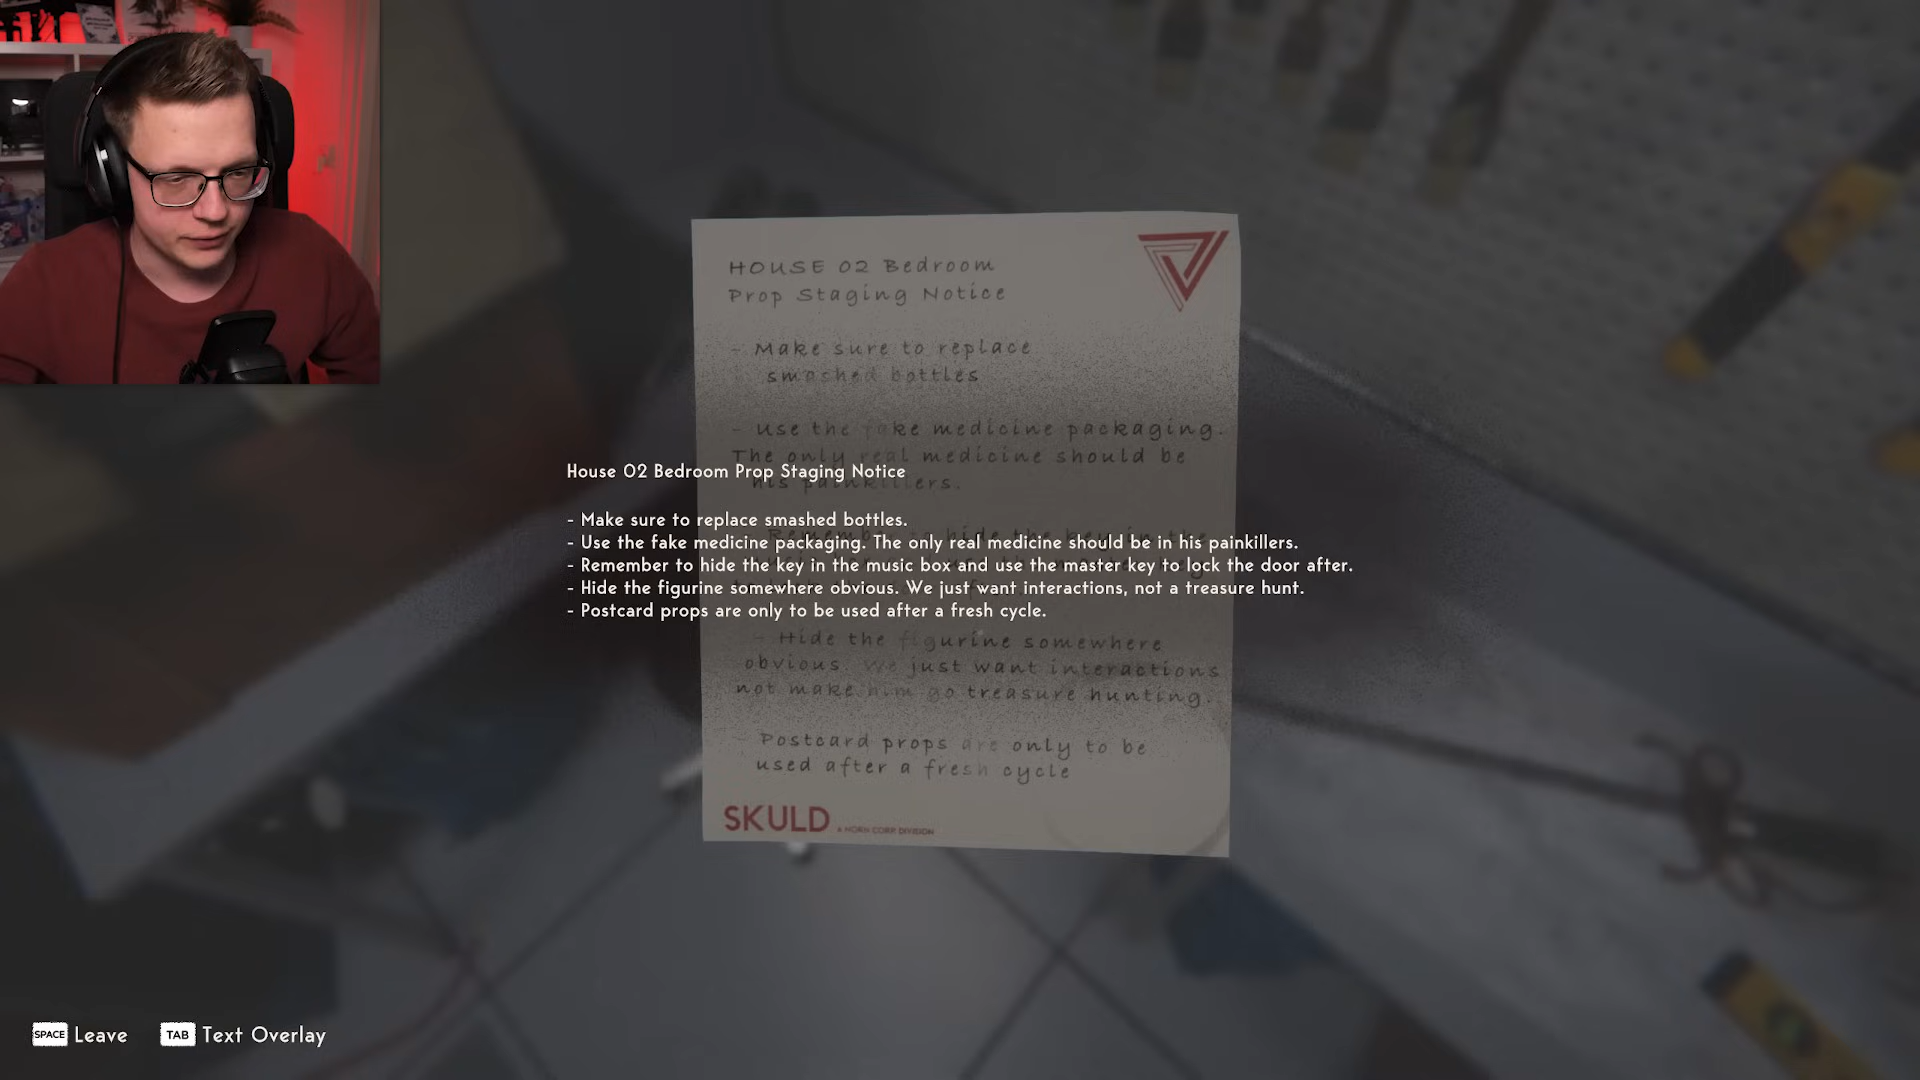 HOUSE 02 Bedroom
Prop Staging Notice
- Make sure to replace
smashed bottles
- Use the fake medicine packaging.
The only real medicine should be
his painkillers.
House 02 Bedroom Prop Staging Notice
- Make sure to replace smashed bottles.
- Use the fake medicine packaging. The only real medicine should be in his painkillers.
- Remember to hide the key in the music box and use the master key to lock the door after.
- Hide the figurine somewhere obvious. We just want interactions, not a treasure hunt.
- Postcard props are only to be used after a fresh cycle.
- Hide the figurine somewhere
obvious. We just want interactions
not make him go treasure hunting.
- Postcard props are only to be
used after a fresh cycle
SKULD A NORN CORP. DIVISION
SPACE Leave TAB Text Overlay